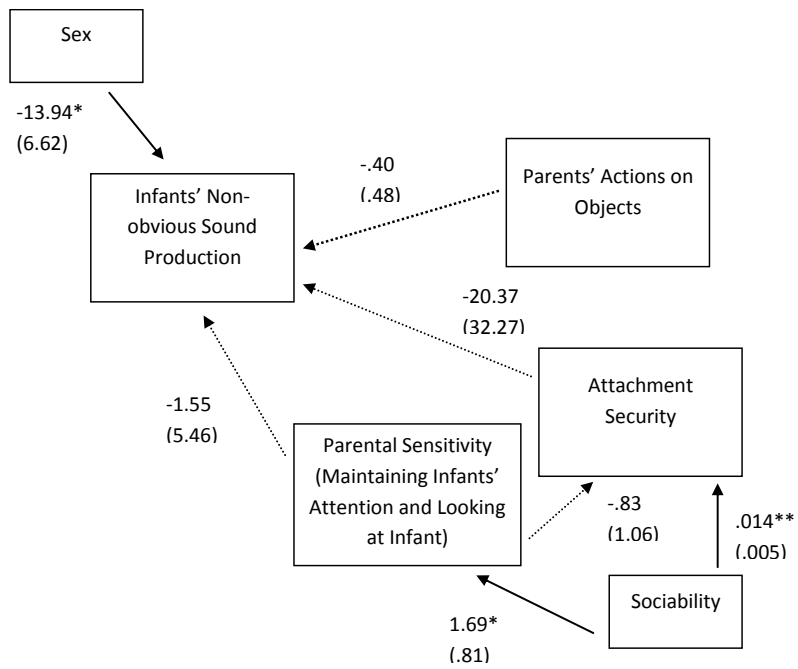 Sex
-13.94*
(6.62)
Infants’ Non-
obvious Sound
Production
-.40
(.48)
Parents’ Actions on
Objects
-20.37
(32.27)
Attachment
Security
-1.55
(5.46)
Parental Sensitivity
(Maintaining Infants’
Attention and Looking
at Infant)
-.83
(1.06)
.014**
(.005)
Sociability
1.69*
(.81)